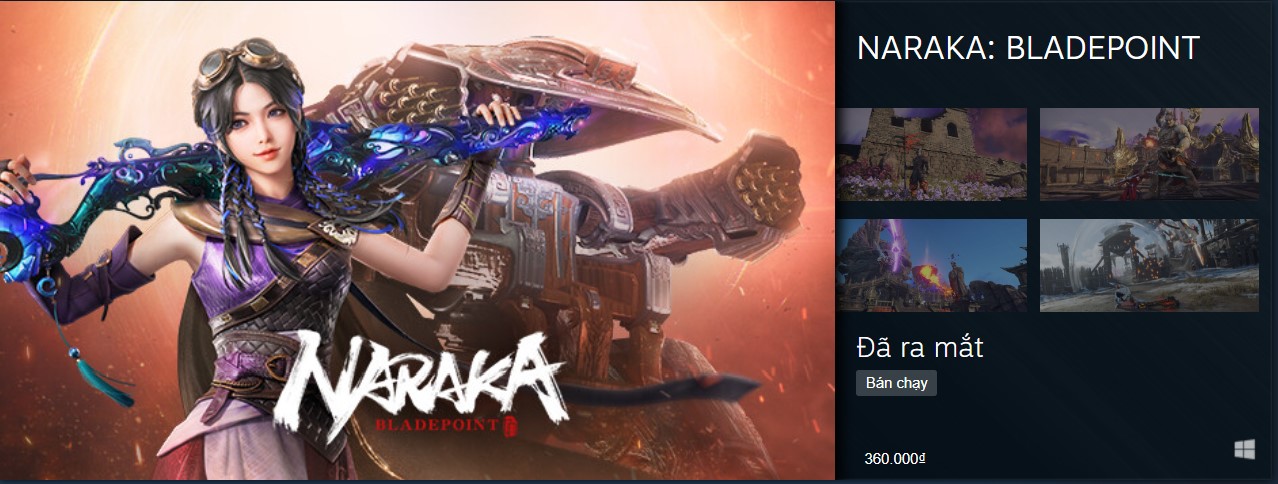 NARAKA: BLADEPOINT
NARAKA
BLADEPOINT
Đã ra mắt
Bán chạy
360.000₫